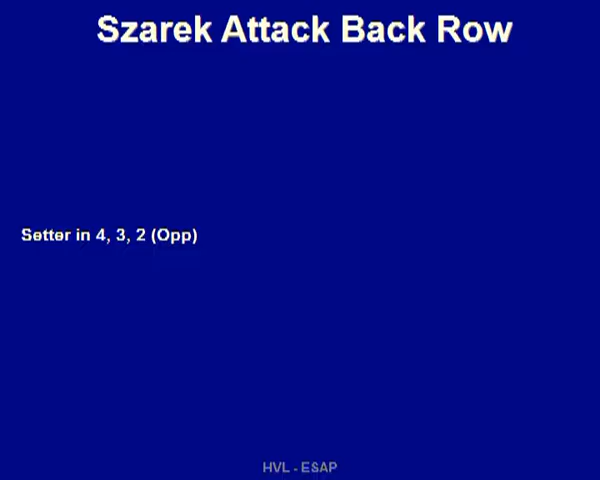 Szarek Attack Back Row
Setter in 4, 3, 2 (Opp)
HVL - ESAP